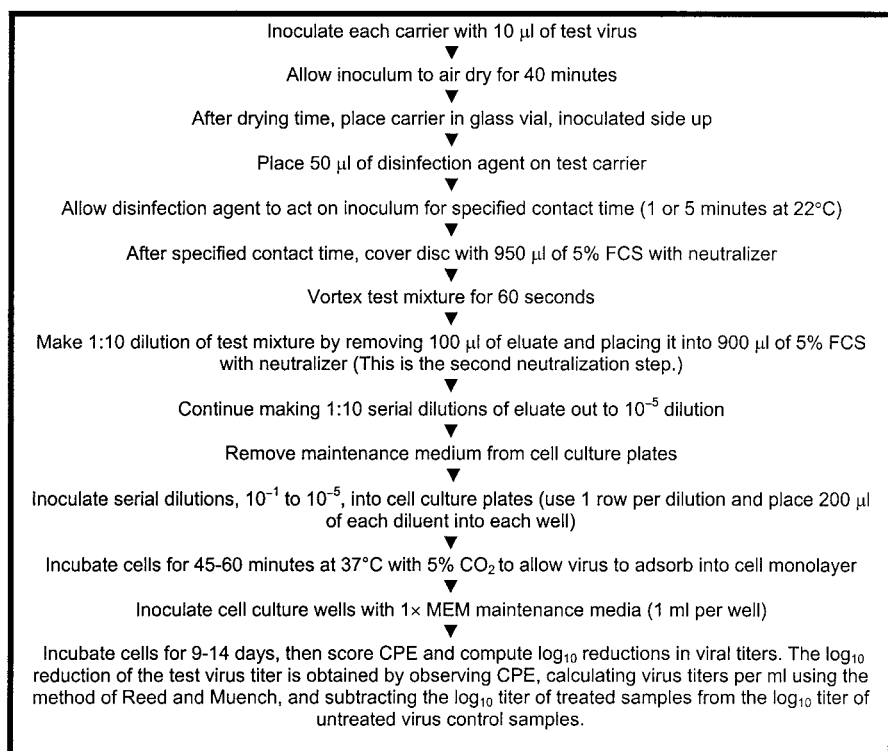 Inoculate each carrier with 10 µl of test virus
Allow inoculum to air dry for 40 minutes
After drying time, place carrier in glass vial, inoculated side up
Place 50 µl of disinfection agent on test carrier
Allow disinfection agent to act on inoculum for specified contact time (1 or 5 minutes at 22°C)
After specified contact time, cover disc with 950 µl of 5% FCS with neutralizer
Vortex test mixture for 60 seconds
Make 1:10 dilution of test mixture by removing 100 µl of eluate and placing it into 900 µl of 5% FCS
with neutralizer (This is the second neutralization step.)
Continue making 1:10 serial dilutions of eluate out to 10⁻⁵ dilution
Remove maintenance medium from cell culture plates
Inoculate serial dilutions, 10⁻¹ to 10⁻⁵, into cell culture plates (use 1 row per dilution and place 200 µl
of each diluent into each well)
Incubate cells for 45-60 minutes at 37°C with 5% CO₂ to allow virus to adsorb into cell monolayer
Inoculate cell culture wells with 1× MEM maintenance media (1 ml per well)
Incubate cells for 9-14 days, then score CPE and compute log₁₀ reductions in viral titers. The log₁₀
reduction of the test virus titer is obtained by observing CPE, calculating virus titers per ml using the
method of Reed and Muench, and subtracting the log₁₀ titer of treated samples from the log₁₀ titer of
untreated virus control samples.